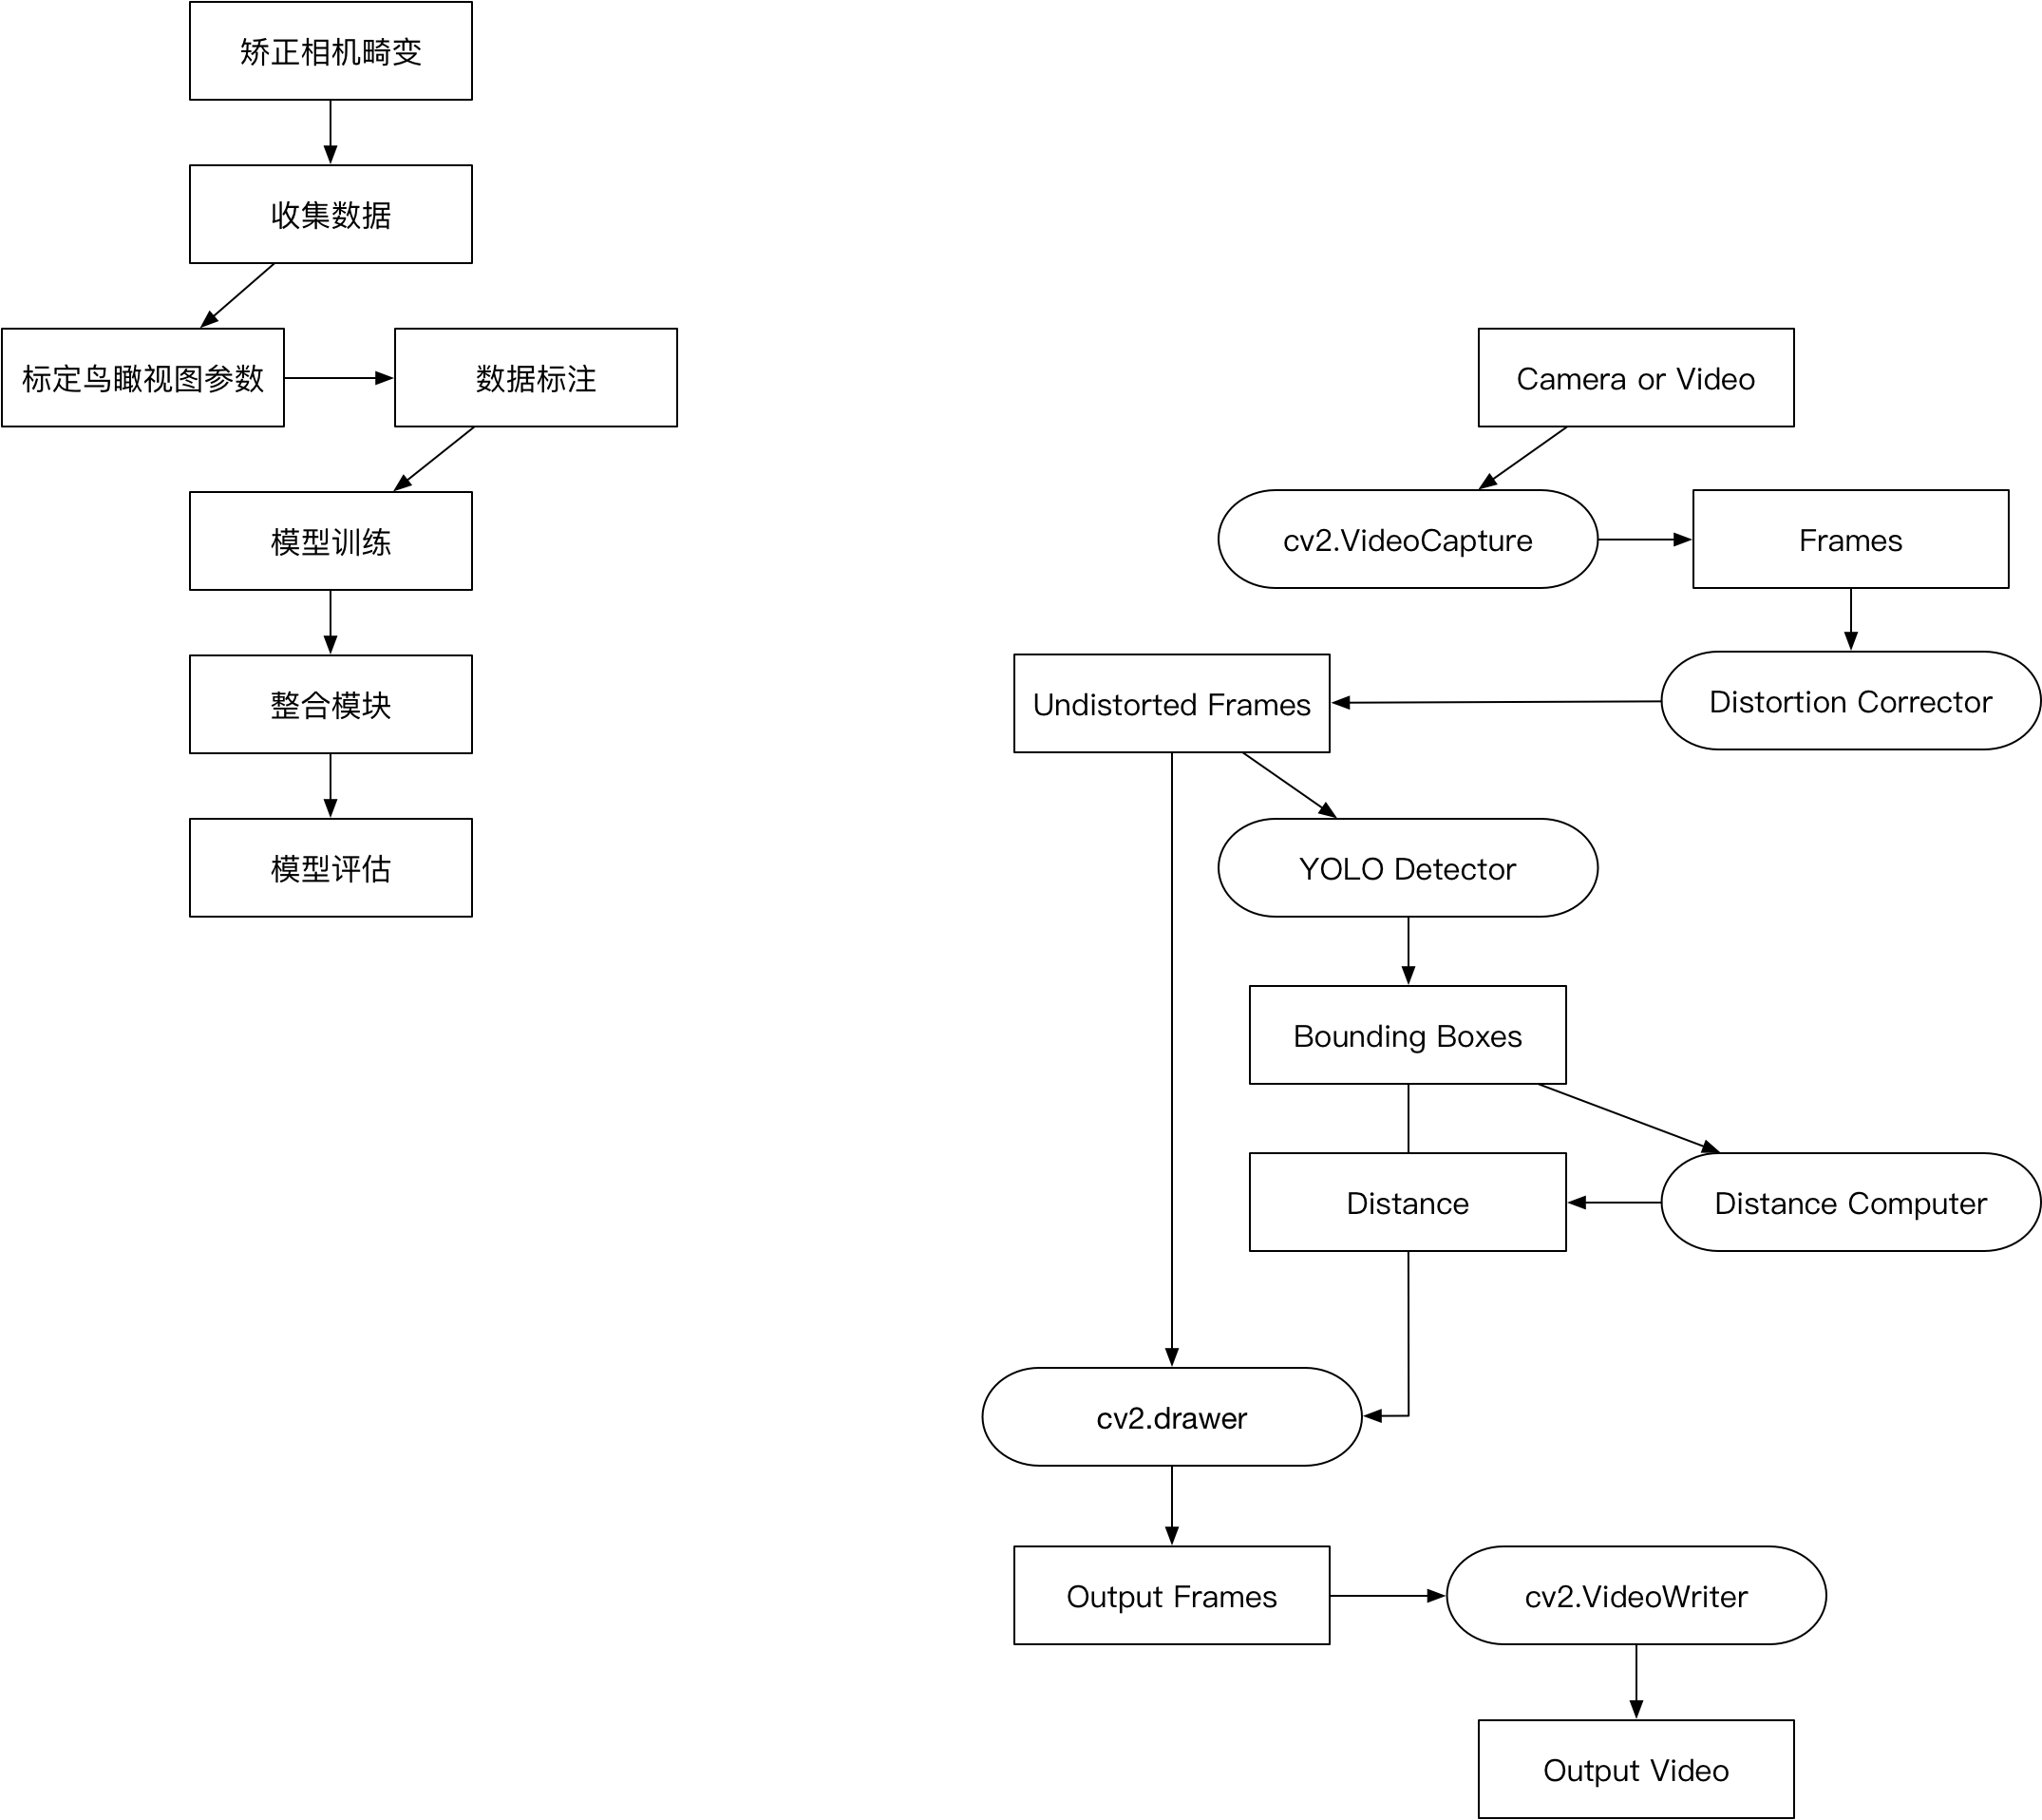 矫正相机畸变
收集数据
标定鸟瞰视图参数
数据标注
模型训练
整合模块
模型评估
Camera or Video
cv2.VideoCapture
Frames
Undistorted Frames
Distortion Corrector
YOLO Detector
Bounding Boxes
Distance
Distance Computer
cv2.drawer
Output Frames
cv2.VideoWriter
Output Video